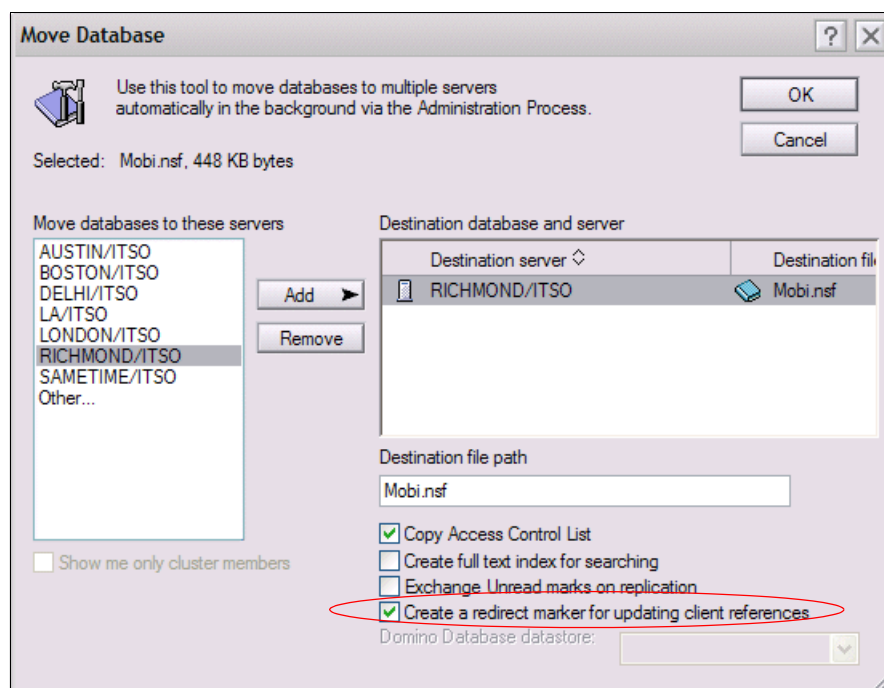 Move Database
Use this tool to move databases to multiple servers
automatically in the background via the Administration Process.
OK
Cancel
Selected: Mobi.nsf, 448 KB bytes
Move databases to these servers
AUSTIN/ITSO
BOSTON/ITSO
DELHI/ITSO
LA/ITSO
LONDON/ITSO
RICHMOND/ITSO
SAMETIME/ITSO
Other...
Show me only cluster members
Add
Remove
Destination database and server
Destination server Destination file
RICHMOND/ITSO Mobi.nsf
Destination file path
Mobi.nsf
Copy Access Control List
Create full text index for searching
Exchange Unread marks on replication
Create a redirect marker for updating client references
Domino Database datastore: